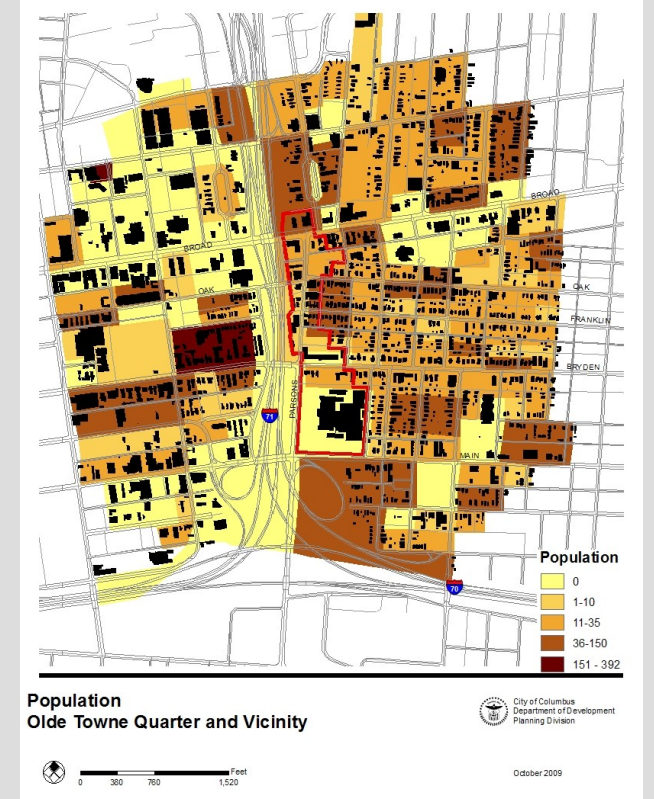 BROAD
BROAD
OAK
OAK
FRANKLIN
BRYDEN
PARSONS
71
MAIN
70
Population
0
1-10
11-35
36-150
151 - 392
Population
Olde Towne Quarter and Vicinity
City of Columbus
Department of Development
Planning Division
Feet
0 380 760 1,520
October 2009